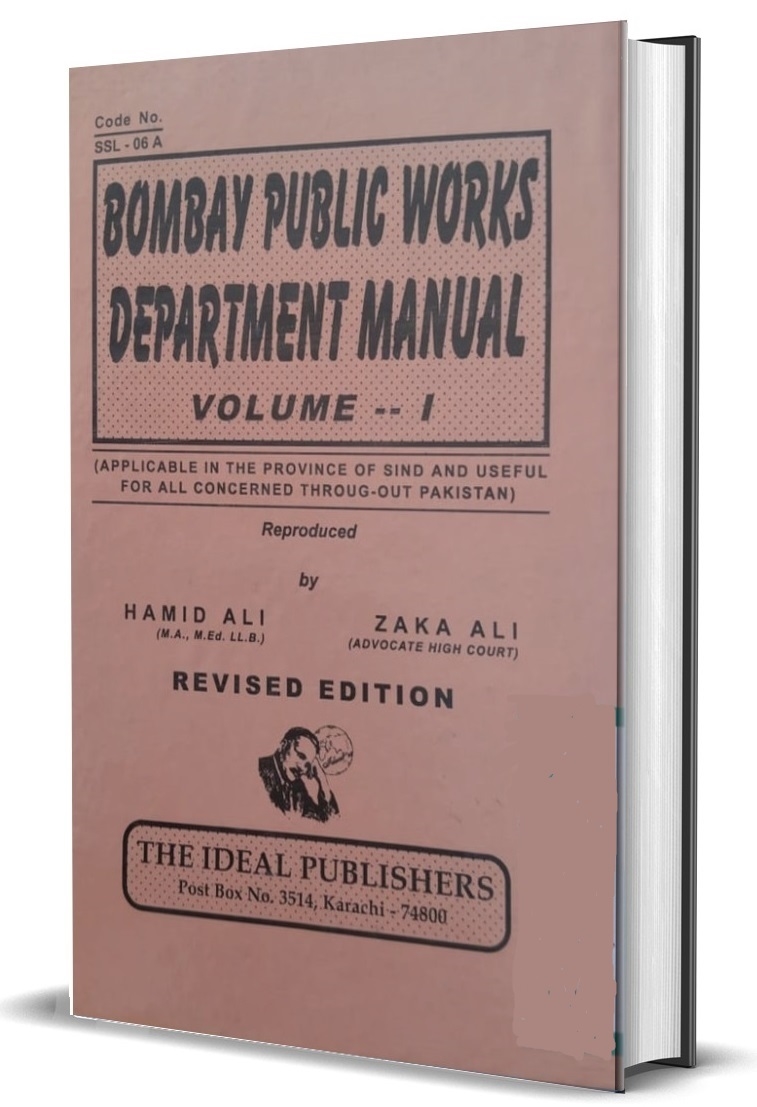 Code No.
SSL - 06 A
BOMBAY PUBLIC WORKS
DEPARTMENT MANUAL
VOLUME -- I
(APPLICABLE IN THE PROVINCE OF SIND AND USEFUL
FOR ALL CONCERNED THROUG-OUT PAKISTAN)
Reproduced
by
HAMID ALI
(M.A., M.Ed. LL.B.)
ZAKA ALI
(ADVOCATE HIGH COURT)
REVISED EDITION
THE IDEAL PUBLISHERS
Post Box No. 3514, Karachi - 74800